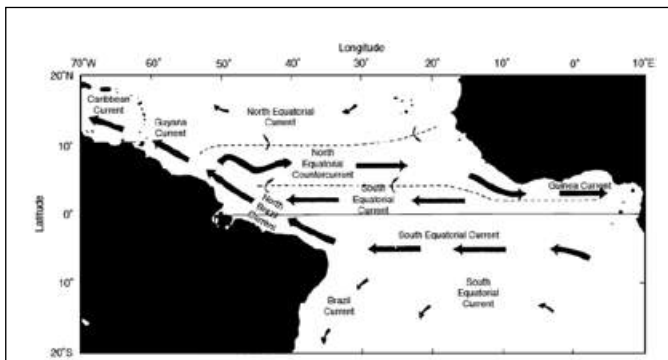 Longitude
70°W 60° 50° 40° 30° 20° 10° 0° 10°E
20°N
10°
0°
10°
20°S
Latitude
Caribbean
Current
Guyana
Current
North Equatorial
Current
North
Equatorial
Countercurrent
South
Equatorial
Current
Guinea Current
North
Brazil
Current
South Equatorial Current
Brazil
Current
South
Equatorial
Current